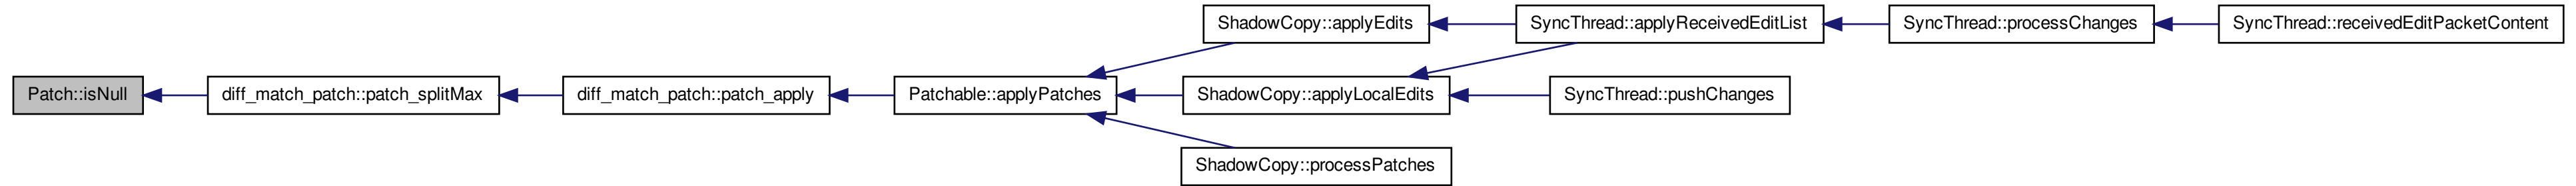 ShadowCopy::applyEdits
SyncThread::applyReceivedEditList
SyncThread::processChanges
SyncThread::receivedEditPacketContent
Patch::isNull
diff_match_patch::patch_splitMax
diff_match_patch::patch_apply
Patchable::applyPatches
ShadowCopy::applyLocalEdits
SyncThread::pushChanges
ShadowCopy::processPatches